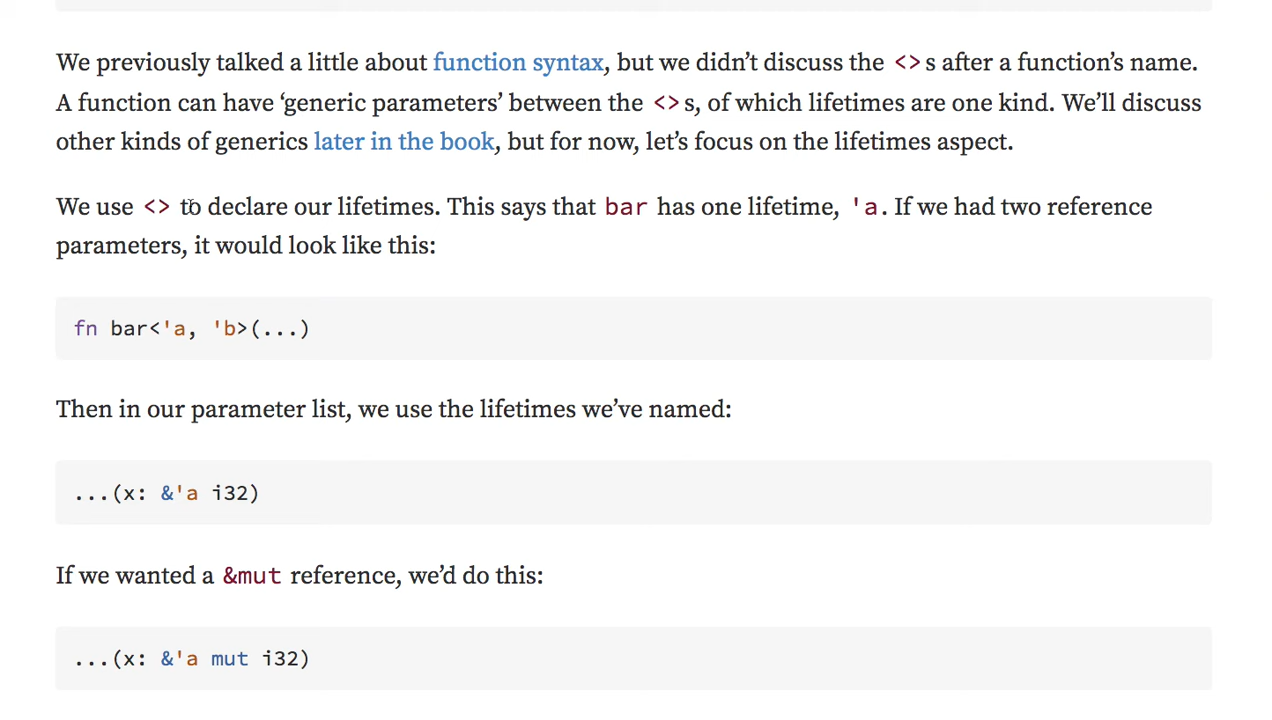 We previously talked a little about function syntax, but we didn’t discuss the <>s after a function’s name.
A function can have ‘generic parameters’ between the <>s, of which lifetimes are one kind. We’ll discuss
other kinds of generics later in the book, but for now, let’s focus on the lifetimes aspect.
We use <> to declare our lifetimes. This says that bar has one lifetime, 'a. If we had two reference
parameters, it would look like this:
fn bar<'a, 'b>(...)
Then in our parameter list, we use the lifetimes we’ve named:
...(x: &'a i32)
If we wanted a &mut reference, we’d do this:
...(x: &'a mut i32)